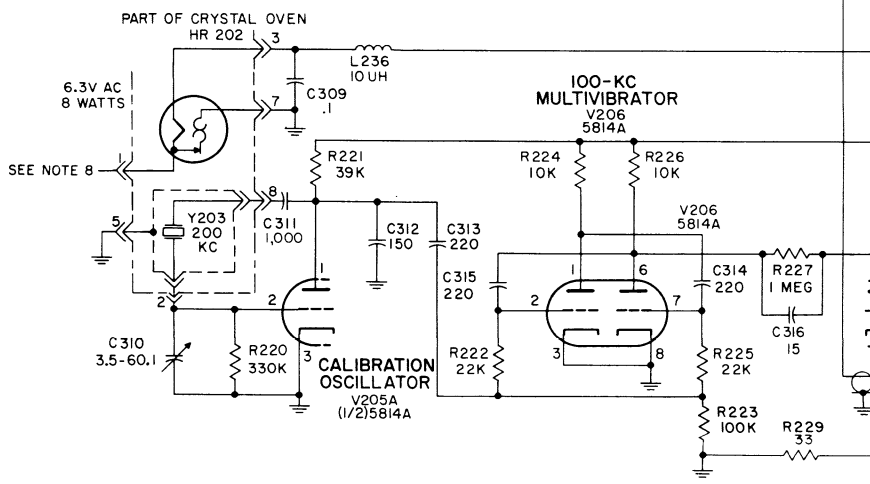 PART OF CRYSTAL OVEN
HR 202
3
L236
10UH
6.3V AC
8 WATTS
7
C309
.1
100-KC
MULTIVIBRATOR
V206
5814A
SEE NOTE 8
1
R221
39K
R224
10K
R226
10K
5
Y203
200
KC
8
C311
1,000
C312
150
C313
220
V206
5814A
C315
220
1
6
C314
220
R227
1 MEG
2
2
1
2
7
C316
15
C310
3.5-60.1
R220
330K
3
CALIBRATION
OSCILLATOR
V205A
(1/2)5814A
R222
22K
3
8
R225
22K
R223
100K
R229
33